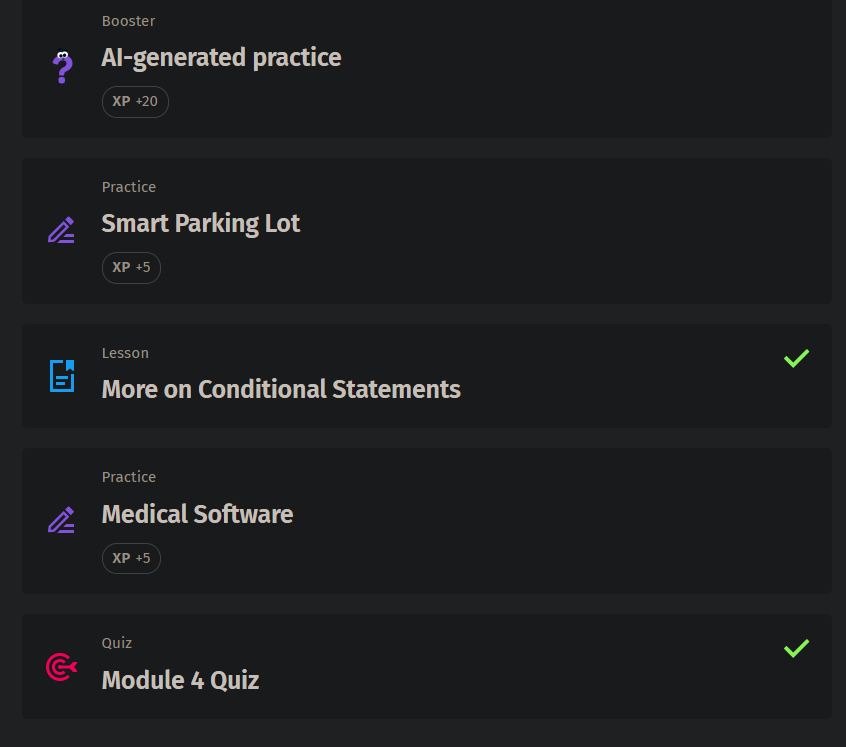 Booster
AI-generated practice
XP +20
Practice
Smart Parking Lot
XP +5
Lesson
More on Conditional Statements
Practice
Medical Software
XP +5
Quiz
Module 4 Quiz